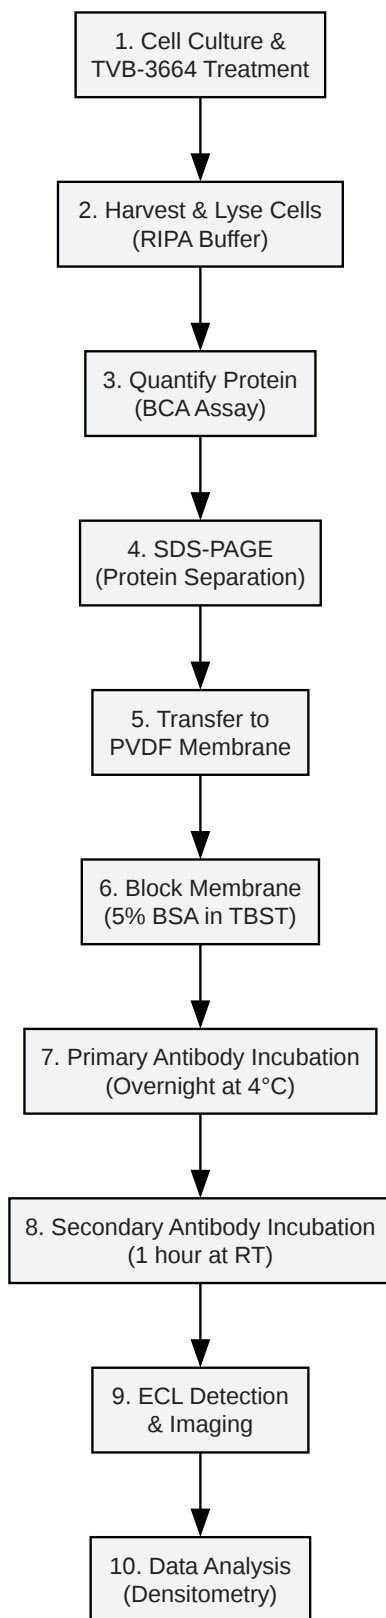 1. Cell Culture &
TVB-3664 Treatment
2. Harvest & Lyse Cells
(RIPA Buffer)
3. Quantify Protein
(BCA Assay)
4. SDS-PAGE
(Protein Separation)
5. Transfer to
PVDF Membrane
6. Block Membrane
(5% BSA in TBST)
7. Primary Antibody Incubation
(Overnight at 4°C)
8. Secondary Antibody Incubation
(1 hour at RT)
9. ECL Detection
& Imaging
10. Data Analysis
(Densitometry)